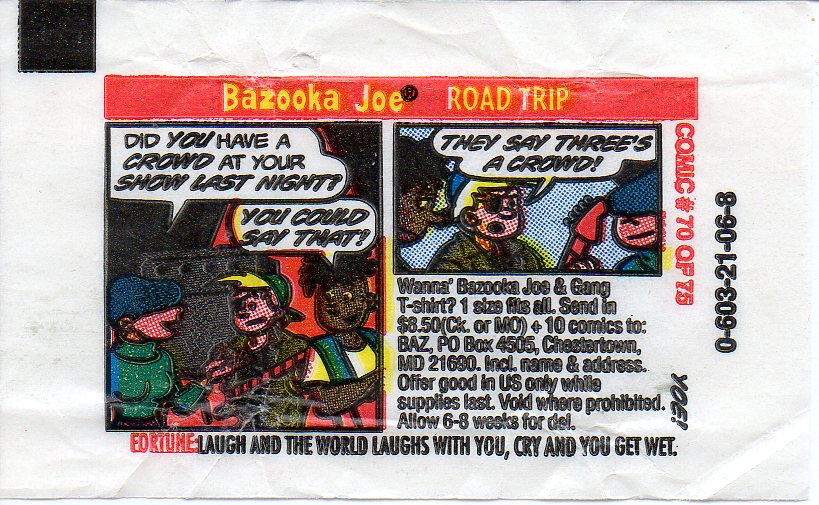 Bazooka Joe® ROAD TRIP
DID YOU HAVE A
CROWD AT YOUR
SHOW LAST NIGHT?
YOU COULD
SAY THAT!
THEY SAY THREE'S
A CROWD!
Wanna' Bazooka Joe & Gang
T-shirt? 1 size fits all. Send in
$8.50(Ck. or MO) + 10 comics to:
BAZ, PO Box 4505, Chestertown,
MD 21690. Incl. name & address.
Offer good in US only while
supplies last. Void where prohibited.
Allow 6-8 weeks for del.
COMIC # 70 OF 75
0-603-21-06-8
YOE!
FORTUNE: LAUGH AND THE WORLD LAUGHS WITH YOU, CRY AND YOU GET WET.